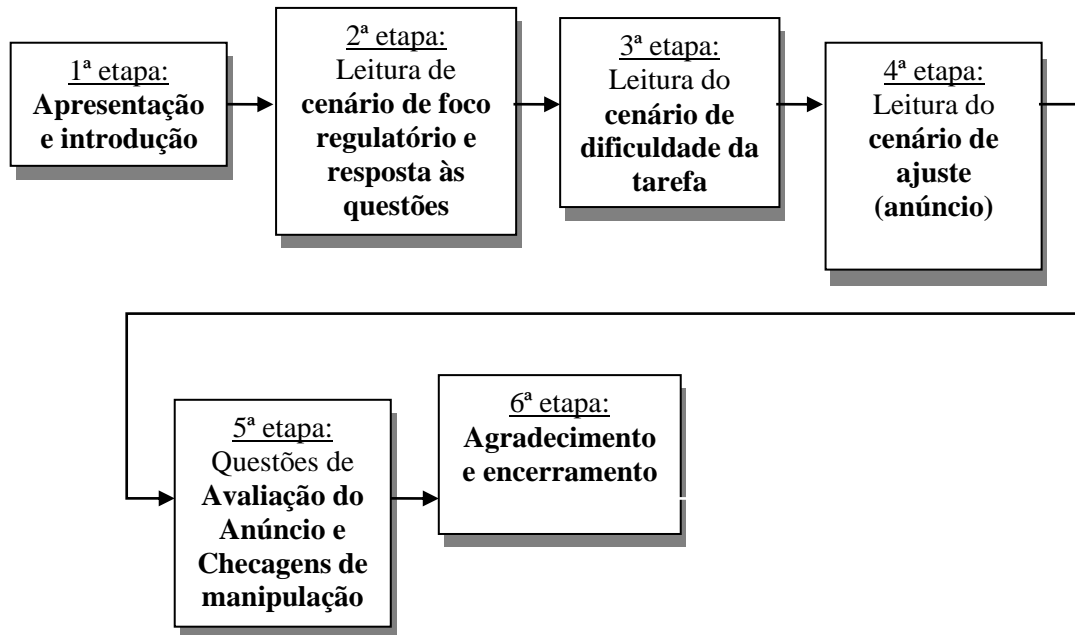 1ª etapa:
Apresentação
e introdução
2ª etapa:
Leitura de
cenário de foco
regulatório e
resposta às
questões
3ª etapa:
Leitura do
cenário de
dificuldade da
tarefa
4ª etapa:
Leitura do
cenário de
ajuste
(anúncio)
5ª etapa:
Questões de
Avaliação do
Anúncio e
Checagens de
manipulação
6ª etapa:
Agradecimento
e encerramento